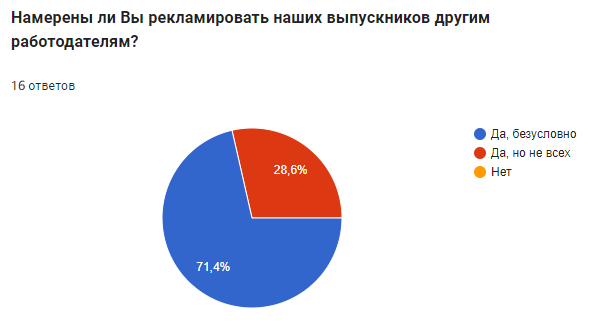 Намерены ли Вы рекламировать наших выпускников другим
работодателям?
16 ответов
Да, безусловно
Да, но не всех
Нет
28,6%
71,4%